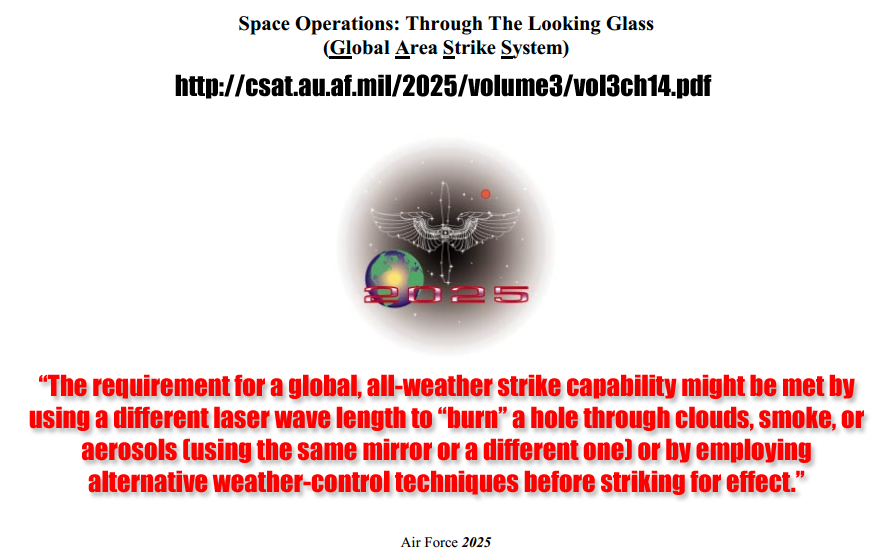 Space Operations: Through The Looking Glass
(Global Area Strike System)
http://csat.au.af.mil/2025/volume3/vol3ch14.pdf
2025
“The requirement for a global, all-weather strike capability might be met by
using a different laser wave length to “burn” a hole through clouds, smoke, or
aerosols (using the same mirror or a different one) or by employing
alternative weather-control techniques before striking for effect.”
Air Force 2025